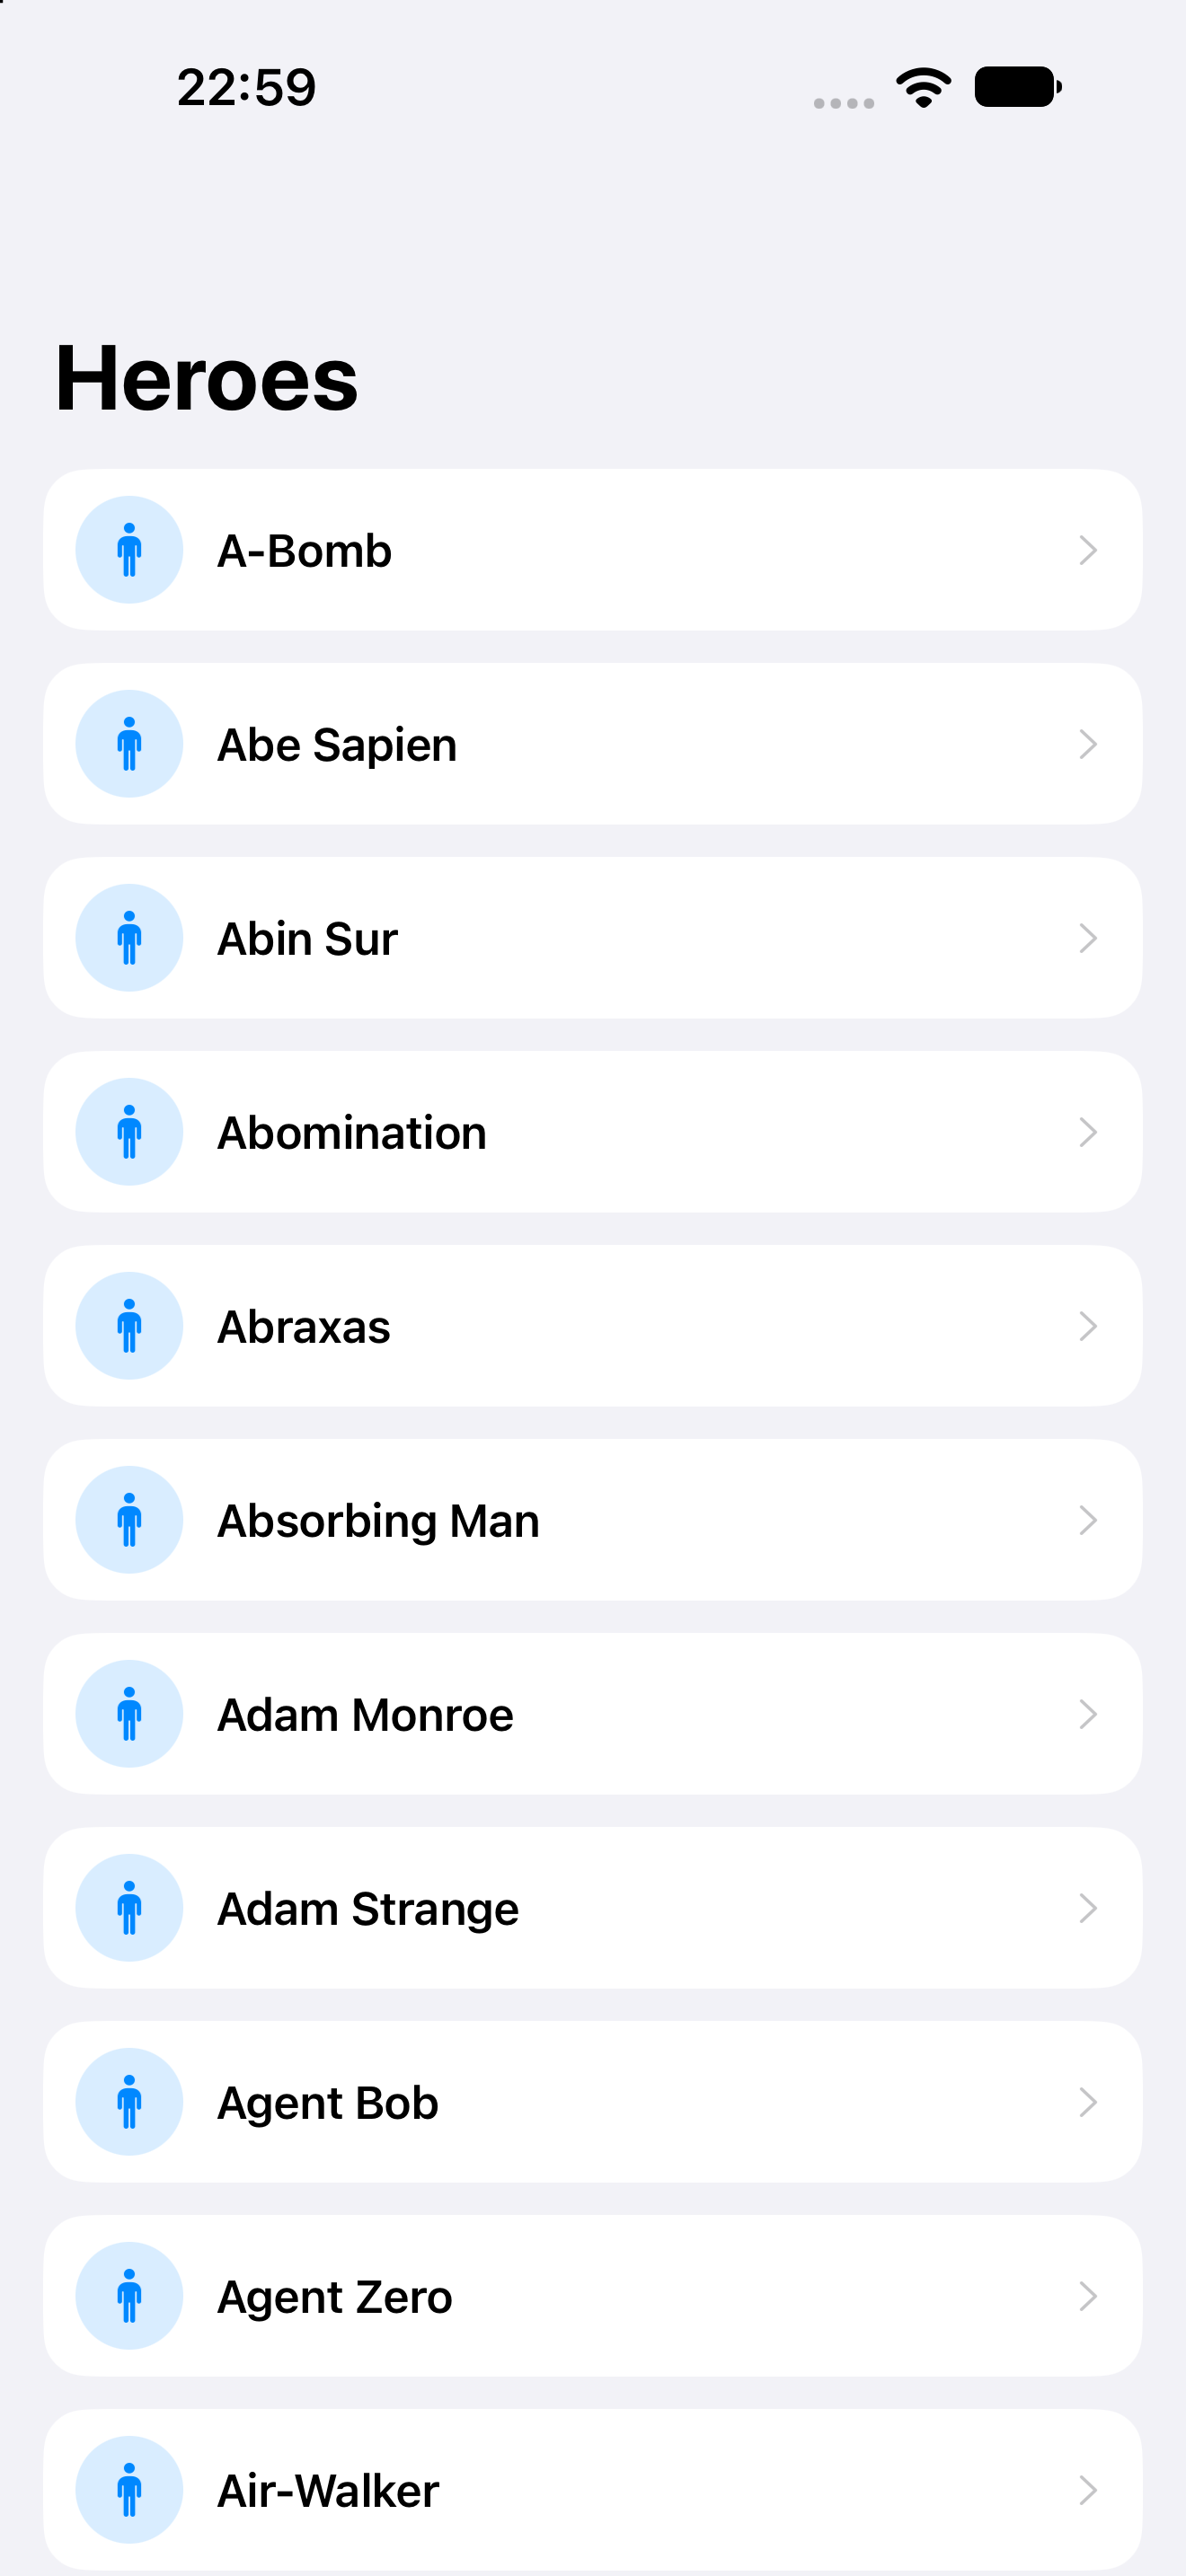 22:59
Heroes
A-Bomb
Abe Sapien
Abin Sur
Abomination
Abraxas
Absorbing Man
Adam Monroe
Adam Strange
Agent Bob
Agent Zero
Air-Walker